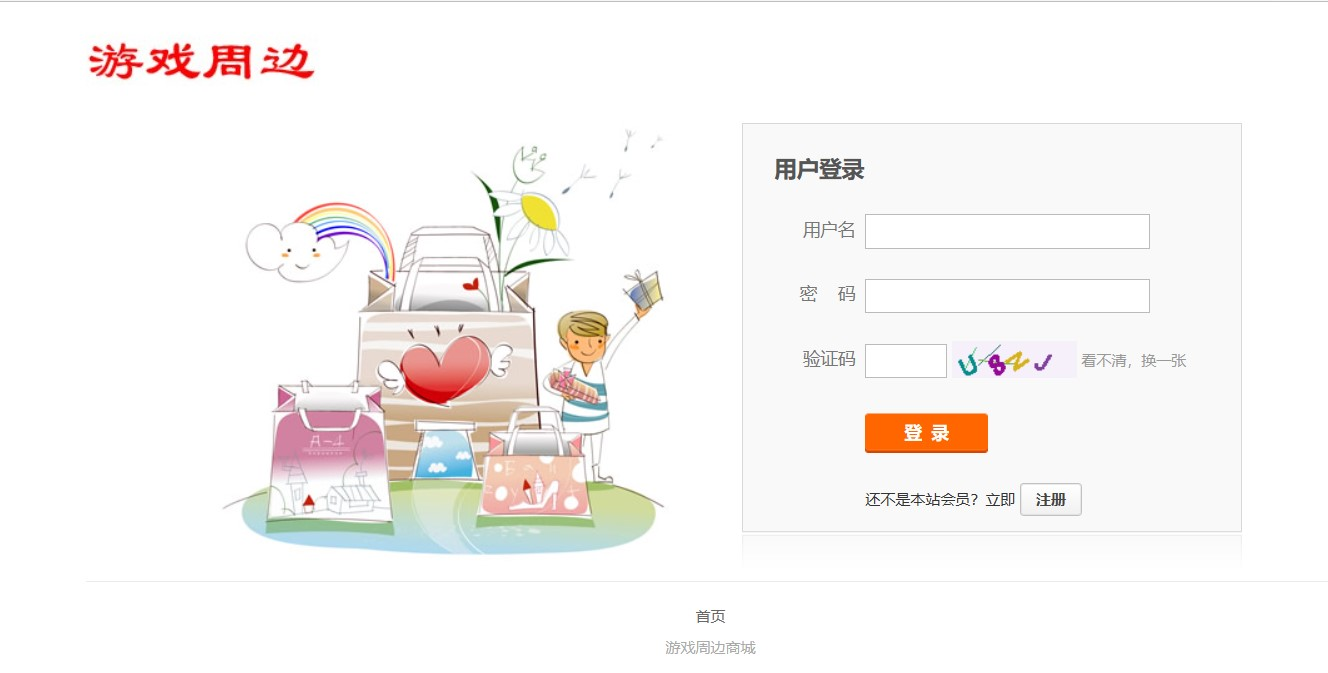 游戏周边
用户登录
用户名
密 码
验证码 看不清，换一张
登 录
还不是本站会员？立即 注册
A-L
首页
游戏周边商城